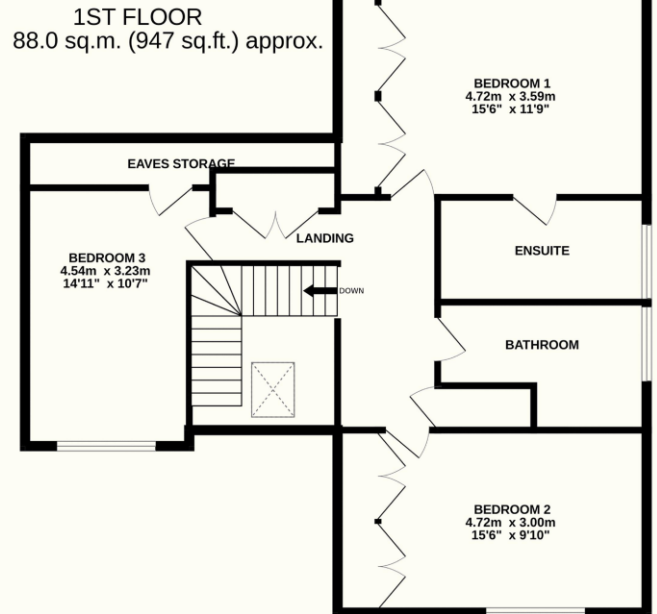 1ST FLOOR
88.0 sq.m. (947 sq.ft.) approx.
BEDROOM 1
4.72m x 3.59m
15'6" x 11'9"
EAVES STORAGE
LANDING
BEDROOM 3
4.54m x 3.23m
14'11" x 10'7"
ENSUITE
DOWN
BATHROOM
BEDROOM 2
4.72m x 3.00m
15'6" x 9'10"